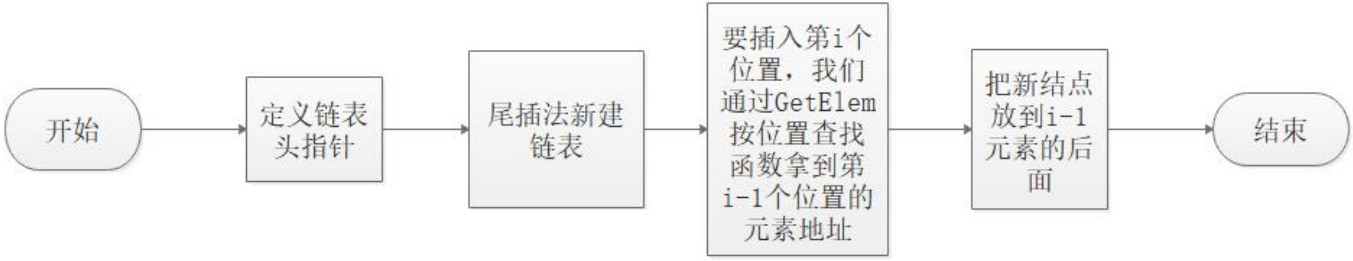 开始
定义链表
头指针
尾插法新建
链表
要插入第i个
位置，我们
通过GetElem
按位置查找
函数拿到第
i-1个位置的
元素地址
把新结点
放到i-1
元素的后
面
结束